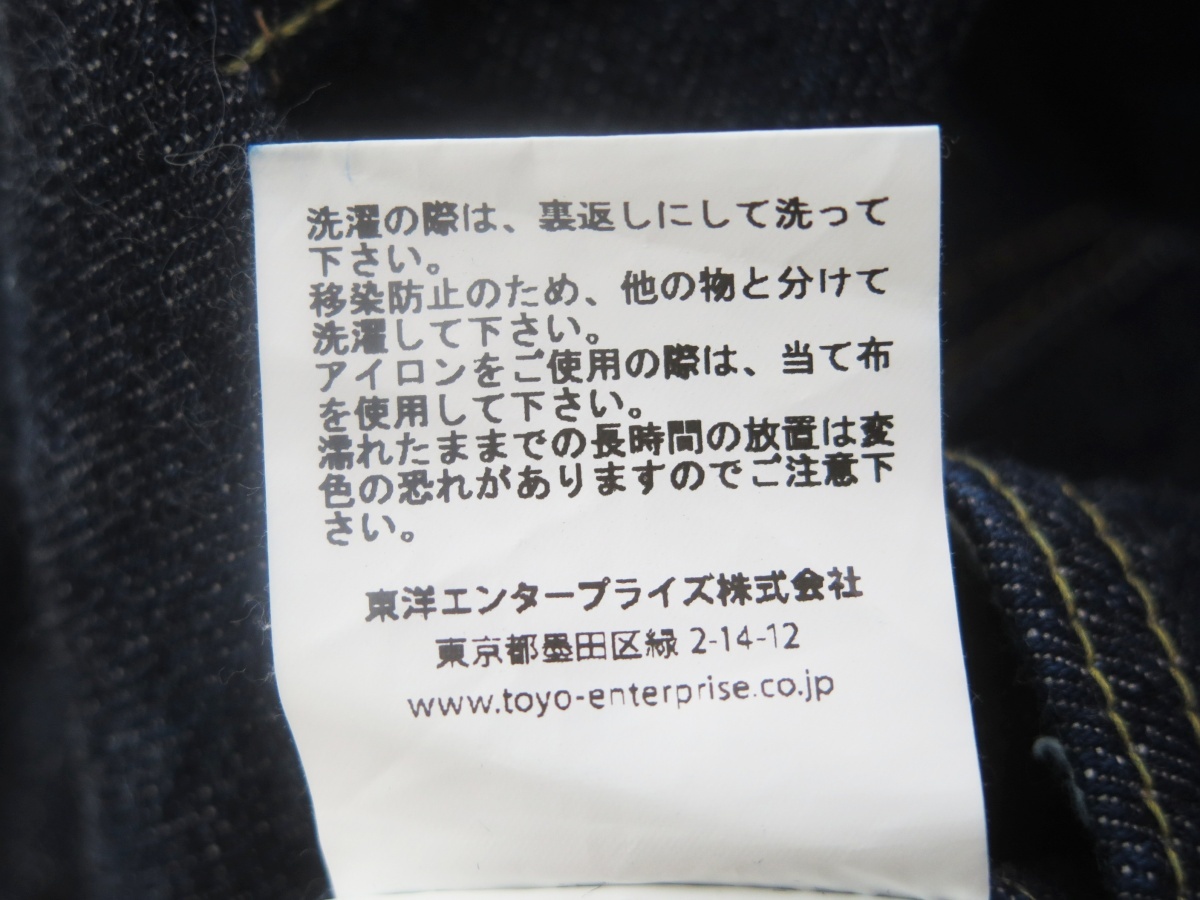 洗濯の際は、裏返しにして洗って
下さい。
移染防止のため、他の物と分けて
洗濯して下さい。
アイロンをご使用の際は、当て布
を使用して下さい。
濡れたままでの長時間の放置は変
色の恐れがありますのでご注意下
さい。
東洋エンタープライズ株式会社
東京都墨田区緑 2-14-12
www.toyo-enterprise.co.jp